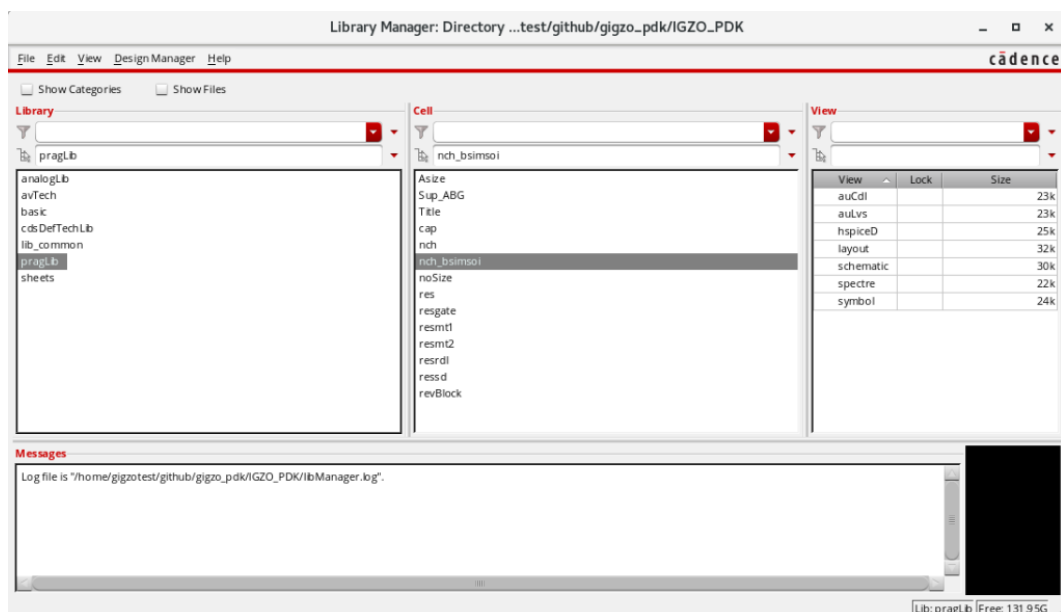 Library Manager: Directory ...test/github/gigzo_pdk/IGZO_PDK
File Edit View Design Manager Help
cādence
Show Categories Show Files
Library
pragLib
analogLib
avTech
basic
cdsDefTechLib
lib_common
pragLib
sheets
Cell
nch_bsimsoi
Asize
Sup_ABG
Title
cap
nch
nch_bsimsoi
noSize
res
resgate
resmt1
resmt2
resrdl
ressd
revBlock
View
View Lock Size
auCdl 23k
auLvs 23k
hspiceD 25k
layout 32k
schematic 30k
spectre 22k
symbol 24k
Messages
Log file is "/home/gigzotest/github/gigzo_pdk/IGZO_PDK/libManager.log".
Lib: pragLib Free: 131.95G